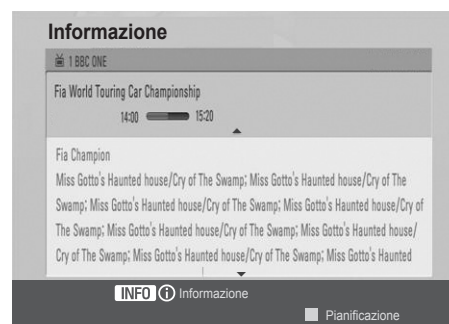 Informazione
1 BBC ONE
Fia World Touring Car Championship
14:00 15:20
Fia Champion
Miss Gotto's Haunted house/Cry of The Swamp; Miss Gotto's Haunted house/Cry of The
Swamp; Miss Gotto's Haunted house/Cry of The Swamp; Miss Gotto's Haunted house/Cry of
The Swamp; Miss Gotto's Haunted house/Cry of The Swamp; Miss Gotto's Haunted house/
Cry of The Swamp; Miss Gotto's Haunted house/Cry of The Swamp; Miss Gotto's Haunted
INFO i Informazione
Pianificazione